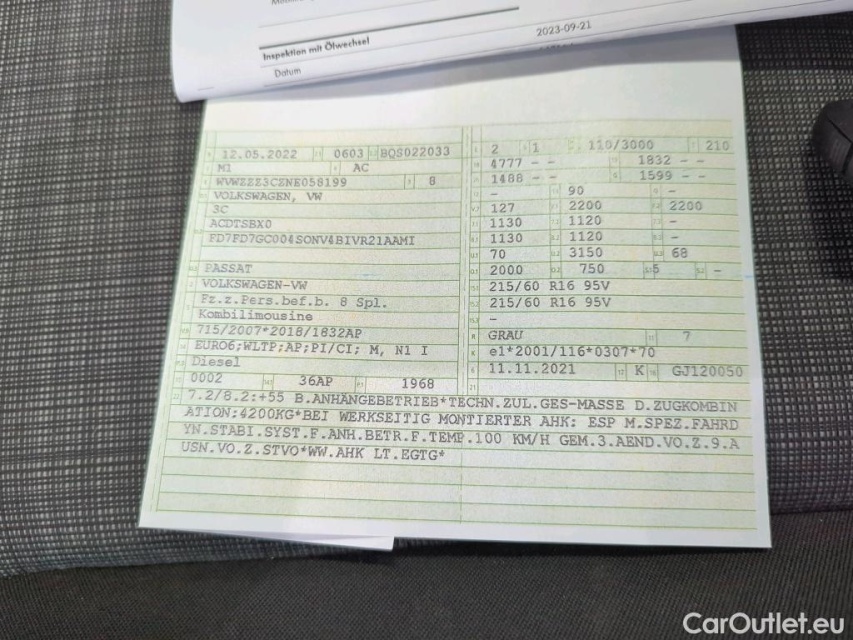 Inspektion mit Ölwechsel
Datum
2023-09-21
12.05.2022 0603 BQS022033
M1 AC
WVWZZZ3CZNE058199 8
VOLKSWAGEN, VW
3C
ACDTSBX0
FD7FD7GC004SONV4BIVR21AAMI
PASSAT
VOLKSWAGEN-VW
Fz.z.Pers.bef.b. 8 Spl.
Kombilimousine
715/2007*2018/1832AP
EURO6;WLTP;AP;PI/CI; M, N1 I
Diesel
0002 36AP 1968
2 1 110/3000 210
4777 - - 1832 - -
1488 - - 1599 - -
- 90 -
127 2200 2200
1130 1120 -
1130 1120 -
70 3150 68
2000 750 5 -
215/60 R16 95V
215/60 R16 95V
-
GRAU 7
e1*2001/116*0307*70
11.11.2021 K GJ120050
7.2/8.2:+55 B.ANHÄNGEBETRIEB*TECHN.ZUL.GES-MASSE D.ZUGKOMBIN
ATION:4200KG*BEI WERKSEITIG MONTIERTER AHK: ESP M.SPEZ.FAHRD
YN.STABI.SYST.F.ANH.BETR.F.TEMP.100 KM/H GEM.3.AEND.VO.Z.9.A
USN.VO.Z.STVO*WW.AHK LT.EGTG*
CarOutlet.eu